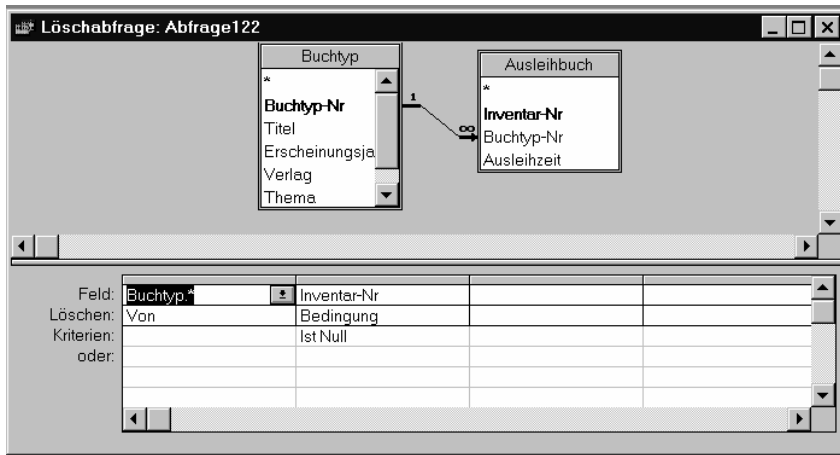 Löschabfrage: Abfrage122
Buchtyp
*
Buchtyp-Nr
Titel
Erscheinungsja
Verlag
Thema
1
∞
Ausleihbuch
*
Inventar-Nr
Buchtyp-Nr
Ausleihzeit
Feld: Buchtyp.* Inventar-Nr
Löschen: Von Bedingung
Kriterien: Ist Null
oder: